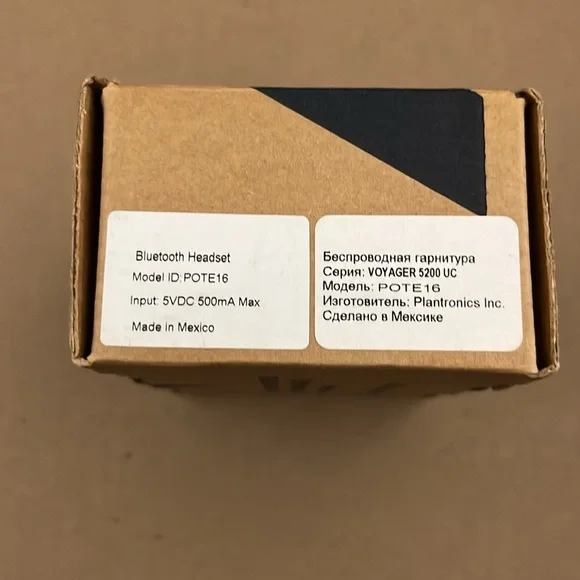 Bluetooth Headset
Model ID:POTE16
Input: 5VDC 500mA Max
Made in Mexico
Беспроводная гарнитура
Серия: VOYAGER 5200 UC
Модель: POTE16
Изготовитель: Plantronics Inc.
Сделано в Мексике